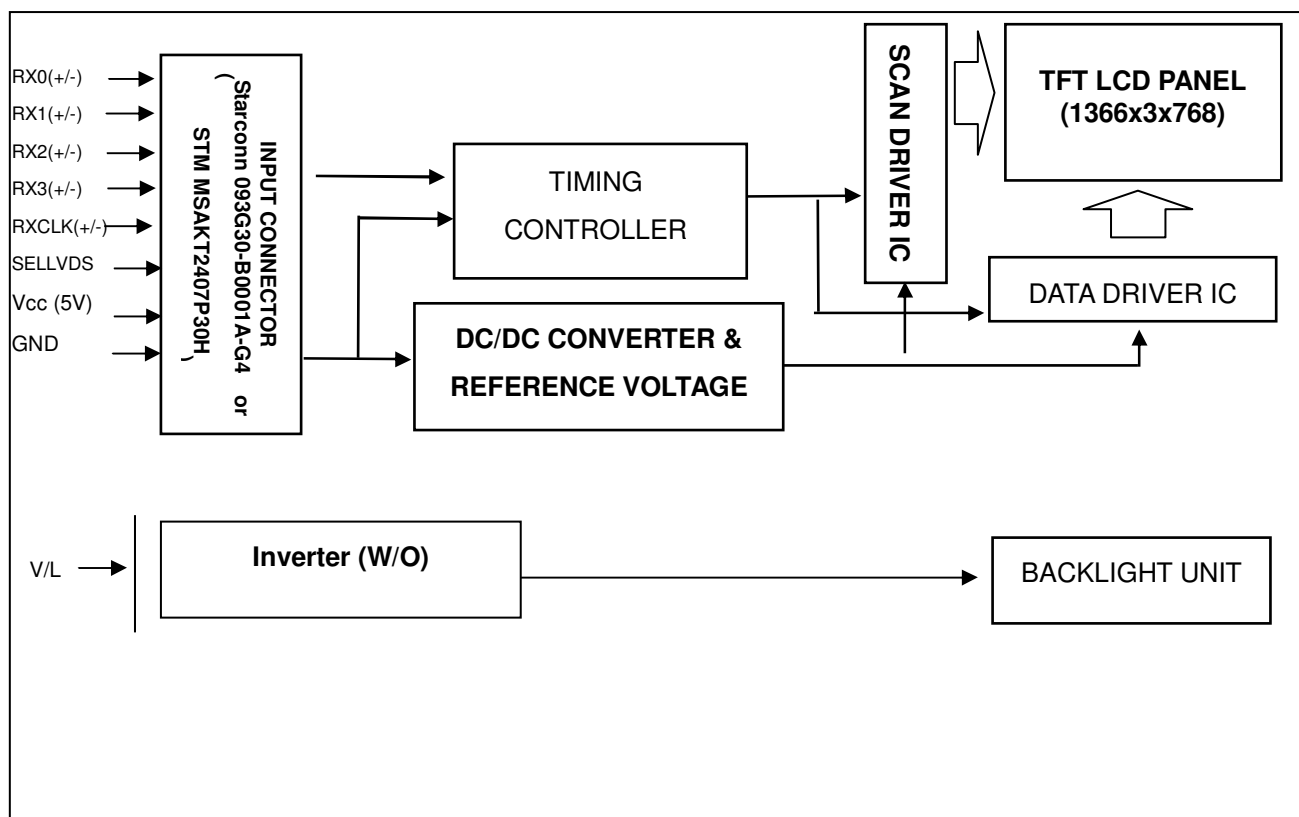 RX0(+/-)
RX1(+/-)
RX2(+/-)
RX3(+/-)
RXCLK(+/-)
SELLVDS
Vcc (5V)
GND
INPUT CONNECTOR
(Starconn 093G30-B0001A-G4 or
STM MSAKT2407P30H)
TIMING
CONTROLLER
DC/DC CONVERTER &
REFERENCE VOLTAGE
SCAN DRIVER IC
TFT LCD PANEL
(1366x3x768)
DATA DRIVER IC
V/L
Inverter (W/O)
BACKLIGHT UNIT